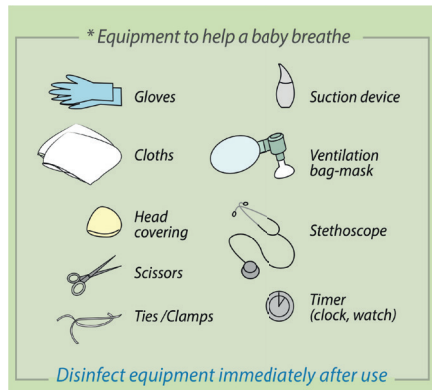 * Equipment to help a baby breathe
Gloves
Suction device
Cloths
Ventilation
bag-mask
Head
covering
Stethoscope
Scissors
Timer
(clock, watch)
Ties /Clamps
Disinfect equipment immediately after use